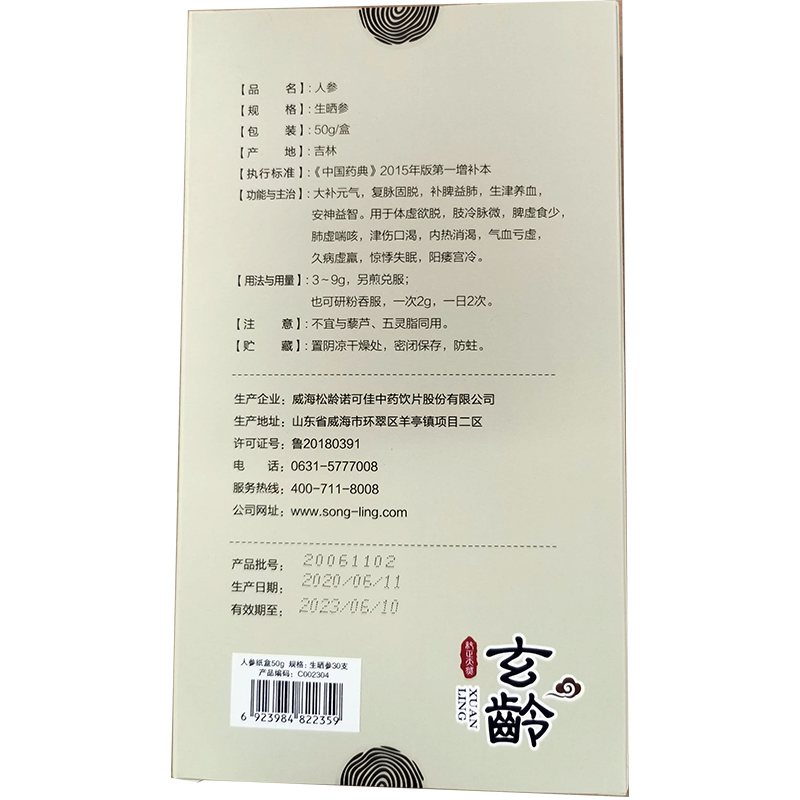 【品　　名】：人参
【规　　格】：生晒参
【包　　装】：50g/盒
【产　　地】：吉林
【执行标准】：《中国药典》2015年版第一增补本
【功能与主治】：大补元气，复脉固脱，补脾益肺，生津养血，
安神益智。用于体虚欲脱，肢冷脉微，脾虚食少，
肺虚喘咳，津伤口渴，内热消渴，气血亏虚，
久病虚羸，惊悸失眠，阳痿宫冷。
【用法与用量】：3~9g，另煎兑服；
也可研粉吞服，一次2g，一日2次。
【注　　意】：不宜与藜芦、五灵脂同用。
【贮　　藏】：置阴凉干燥处，密闭保存，防蛀。
生产企业：威海松龄诺可佳中药饮片股份有限公司
生产地址：山东省威海市环翠区羊亭镇项目二区
许可证号：鲁20180391
电　　话：0631-5777008
服务热线：400-711-8008
公司网址：www.song-ling.com
产品批号：20061102
生产日期：2020/06/11
有效期至：2023/06/10
人参纸盒50g 规格：生晒参30支
产品编码：C002304
6 923984 822359
玄齡
XUAN LING